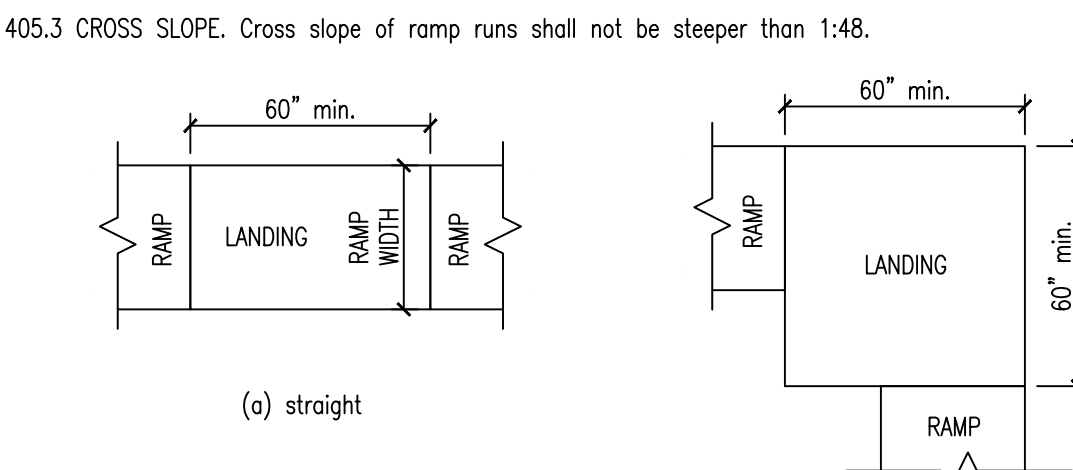 405.3 CROSS SLOPE. Cross slope of ramp runs shall not be steeper than 1:48.
60" min.
RAMP
LANDING
RAMP
WIDTH
RAMP
(a) straight
60" min.
RAMP
LANDING
60" min.
RAMP